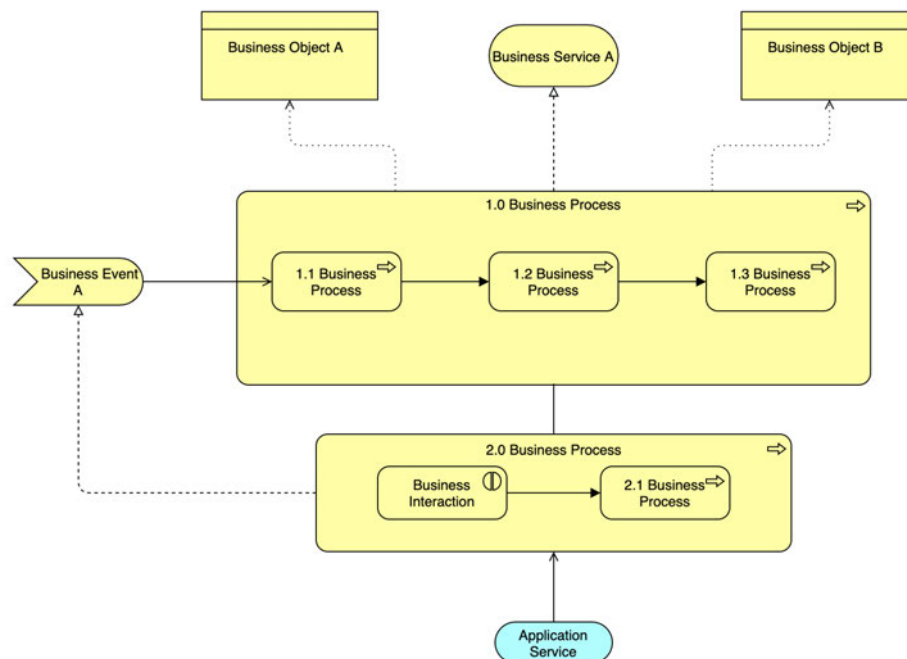 Business Object A
Business Service A
Business Object B
1.0 Business Process
Business Event
A
1.1 Business
Process
1.2 Business
Process
1.3 Business
Process
2.0 Business Process
Business
Interaction
2.1 Business
Process
Application
Service